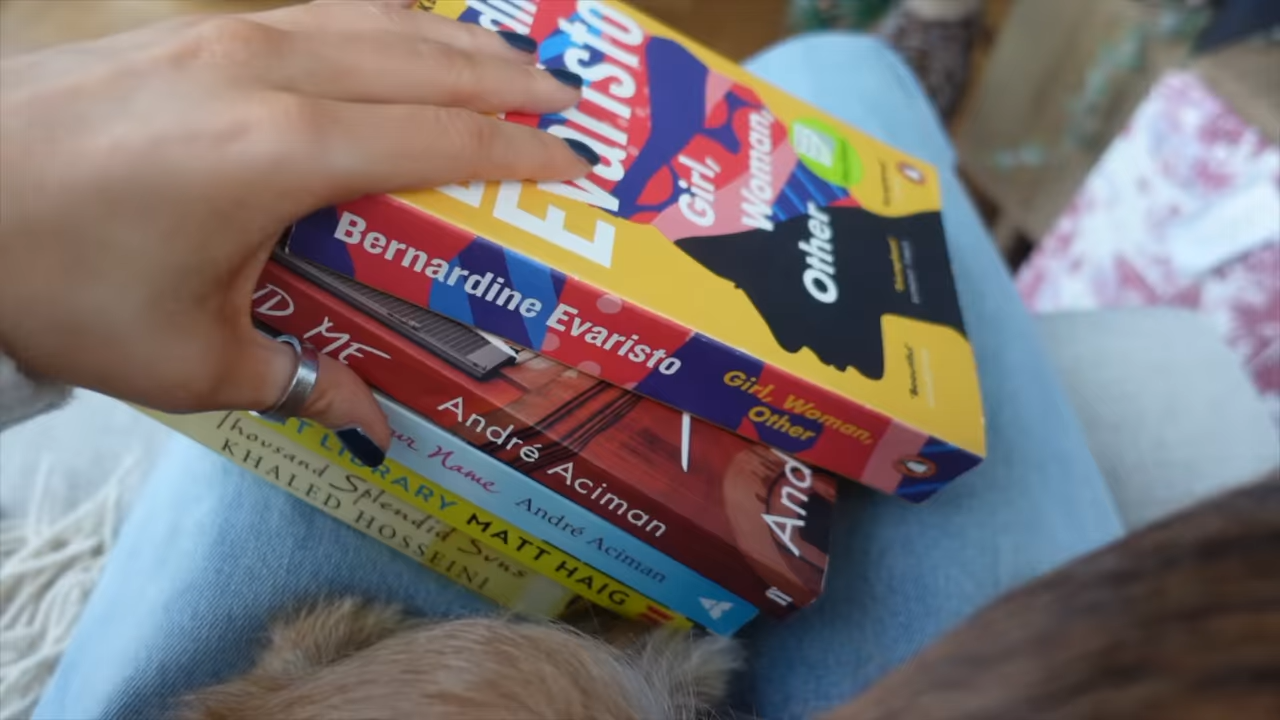 Evaristo
Girl,
Woman,
Other
Bernardine Evaristo
Girl, Woman,
Other
ME
André Aciman
And
Your Name
André Aciman
LIBRARY MATT HAIG
Thousand Splendid Suns
KHALED HOSSEINI